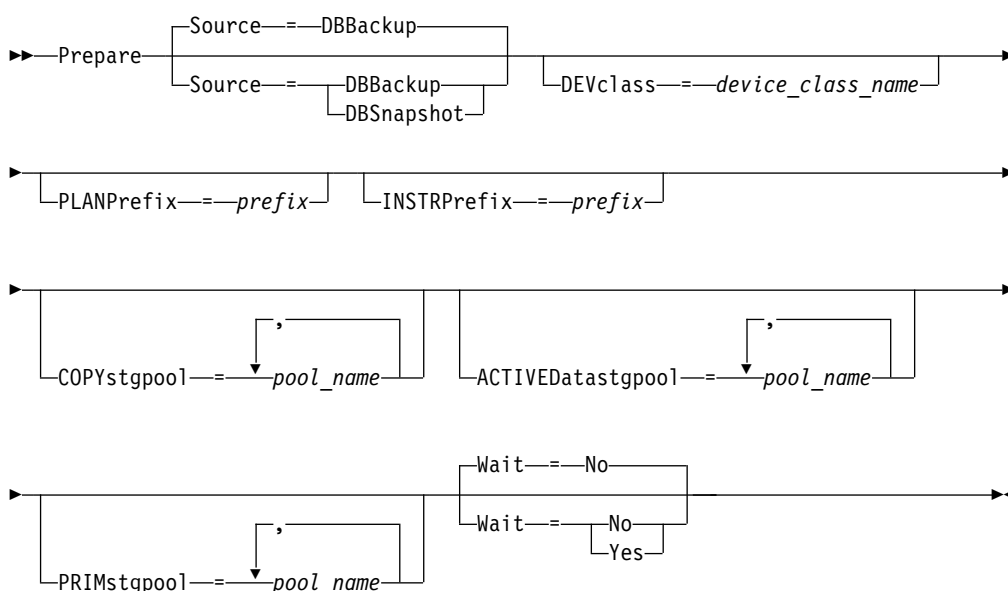 Source = DBBackup
Prepare
Source = DBBackup
DBSnapshot
DEVclass = device_class_name
PLANPrefix = prefix
INSTRPrefix = prefix
,
COPYstgpool = pool_name
,
ACTIVEDatastgpool = pool_name
,
PRIMstgpool = pool_name
Wait = No
Wait = No
Yes